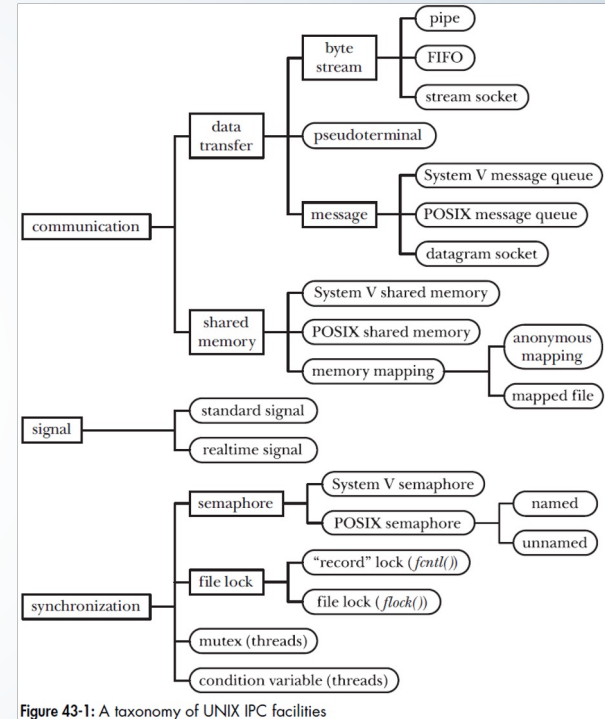 pipe
byte
stream
FIFO
stream socket
data
transfer
pseudoterminal
System V message queue
message
POSIX message queue
datagram socket
communication
System V shared memory
shared
memory
POSIX shared memory
memory mapping
anonymous
mapping
mapped file
signal
standard signal
realtime signal
semaphore
System V semaphore
POSIX semaphore
named
unnamed
synchronization
file lock
“record” lock (fcntl())
file lock (flock())
mutex (threads)
condition variable (threads)
Figure 43-1: A taxonomy of UNIX IPC facilities